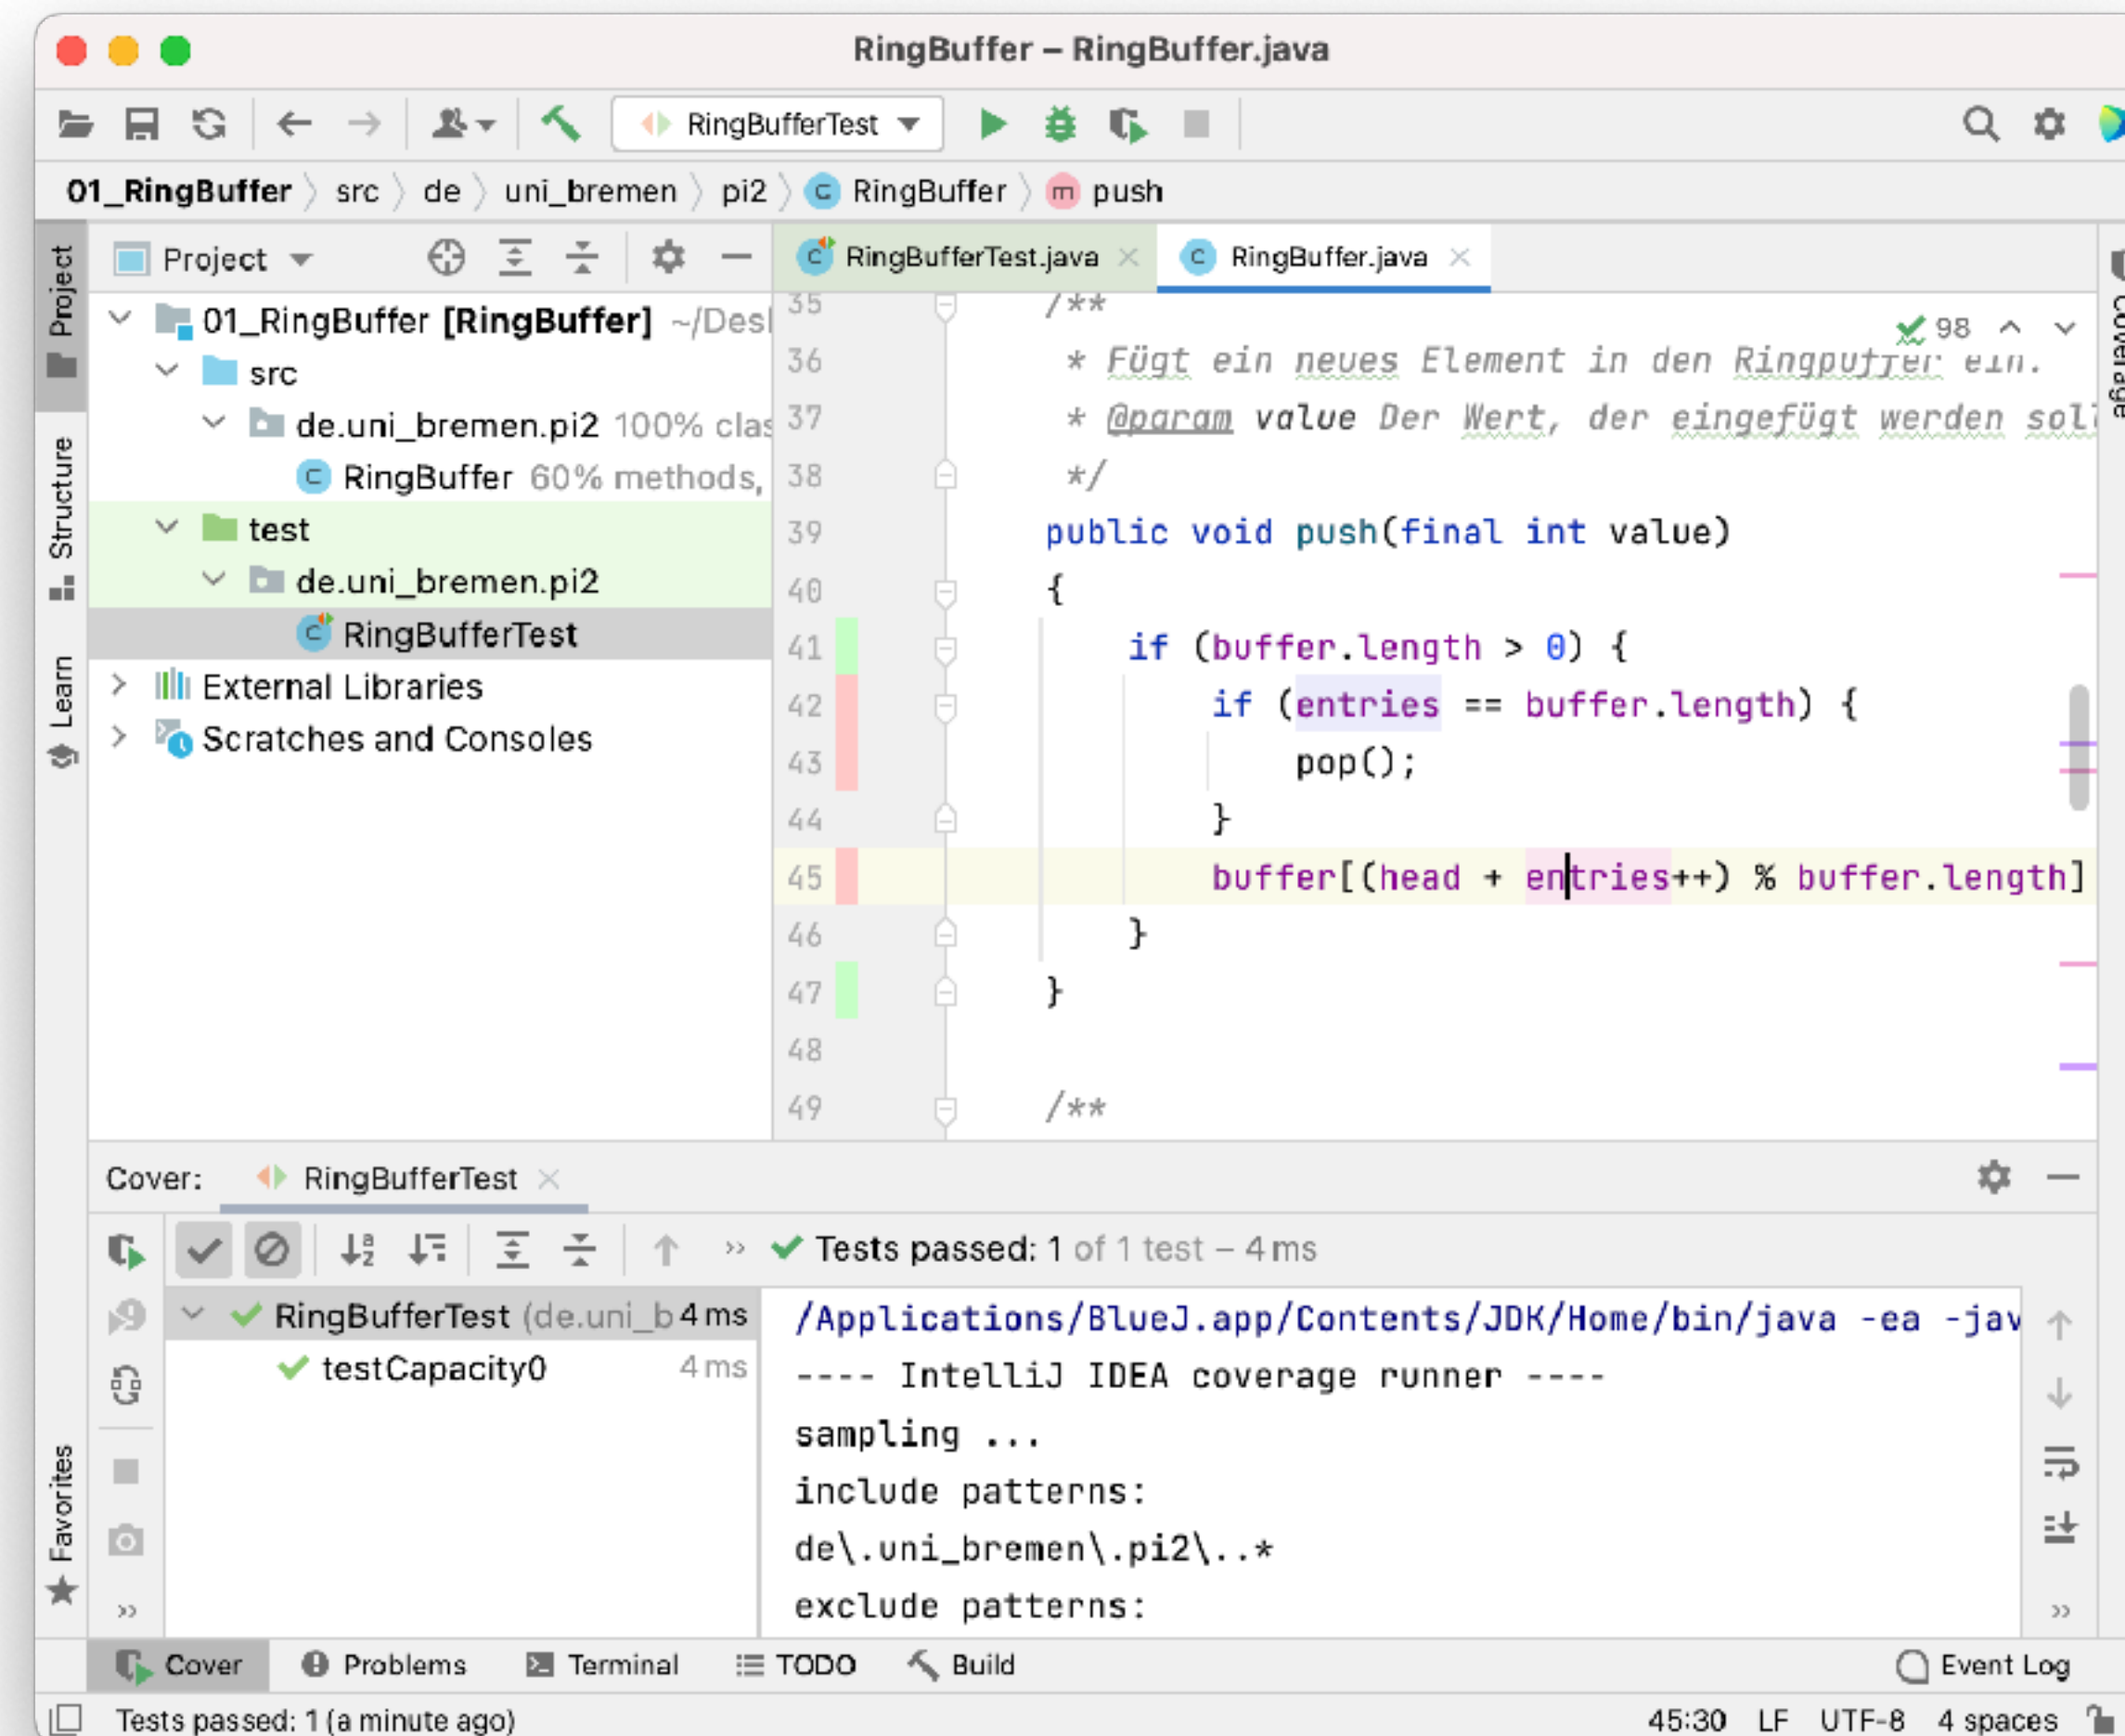 RingBuffer – RingBuffer.java
RingBufferTest
01_RingBuffer src de uni_bremen pi2 RingBuffer push
Project
RingBufferTest.java RingBuffer.java
Project
Structure
Learn
Favorites
01_RingBuffer [RingBuffer]
src
de.uni_bremen.pi2 100%
RingBuffer 60% methods,
test
de.uni_bremen.pi2
RingBufferTest
External Libraries
Scratches and Consoles
98
35 /**
36 * Fügt ein neues Element in den Ringpuffer ein.
37 * @param value Der Wert, der eingefügt werden
38 */
39 public void push(final int value)
40 {
41 if (buffer.length > 0) {
42 if (entries == buffer.length) {
43 pop();
44 }
45 buffer[(head + entries++) % buffer.length]
46 }
47 }
48
49 /**
Coverage
Cover: RingBufferTest
Tests passed: 1 of 1 test – 4 ms
RingBufferTest (de.uni_b 4 ms
testCapacity0 4 ms
/Applications/BlueJ.app/Contents/JDK/Home/bin/java -ea -jav
---- IntelliJ IDEA coverage runner ----
sampling ...
include patterns:
de\.uni_bremen\.pi2\..*
exclude patterns:
Cover Problems Terminal TODO Build Event Log
Tests passed: 1 (a minute ago) 45:30 LF UTF-8 4 spaces